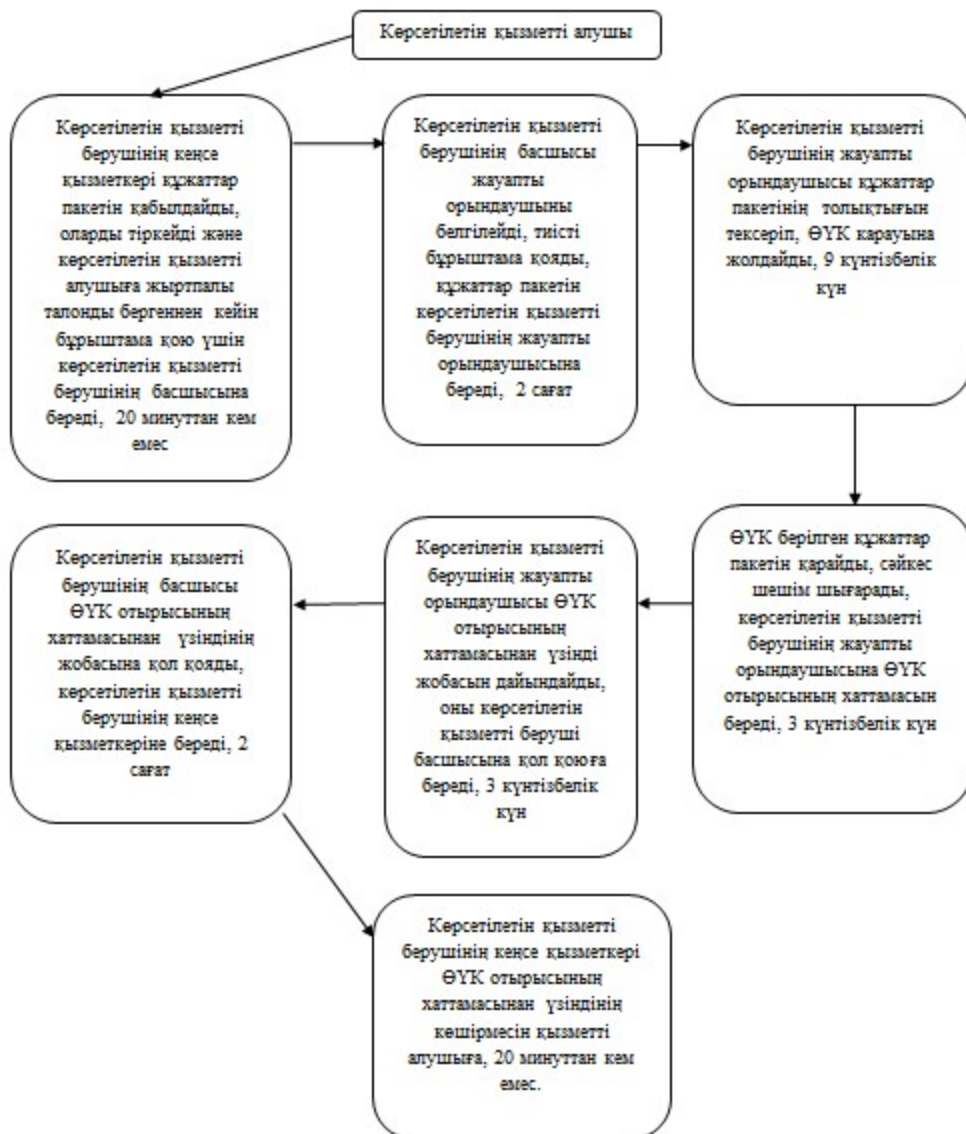 Көрсетілетін қызметті алушы
Көрсетілетін қызметті
берушінің кеңсе
қызметкері құжаттар
пакетін қабылдайды,
оларды тіркейді және
көрсетілетін қызметті
алушыға жыртпалы
талонды бергеннен кейін
бұрыштама қою үшін
көрсетілетін қызметті
берушінің басшысына
береді, 20 минуттан кем
емес
Көрсетілетін қызметті
берушінің басшысы
жауапты
орындаушыны
белгілейді, тиісті
бұрыштама қояды,
құжаттар пакетін
көрсетілетін қызметті
берушінің жауапты
орындаушысына
береді, 2 сағат
Көрсетілетін қызметті
берушінің жауапты
орындаушысы құжаттар
пакетінің толықтығын
тексеріп, ӨҮК карауына
жолдайды, 9 күнтізбелік
күн
ӨҮК берілген құжаттар
пакетін қарайды, сәйкес
шешім шығарады,
көрсетілетін қызметті
берушінің жауапты
орындаушысына ӨҮК
отырысының хаттамасын
береді, 3 күнтізбелік күн
Көрсетілетін қызметті
берушінің жауапты
орындаушысы ӨҮК
отырысының
хаттамасынан үзінді
жобасын дайындайды,
оны көрсетілетін
қызметті беруші
басшысына қол қоюға
береді, 3 күнтізбелік
күн
Көрсетілетін қызметті
берушінің басшысы
ӨҮК отырысының
хаттамасынан үзіндінің
жобасына қол қояды,
көрсетілетін қызметті
берушінің кеңсе
қызметкеріне береді, 2
сағат
Көрсетілетін қызметті
берушінің кеңсе қызметкері
ӨҮК отырысының
хаттамасынан үзіндінің
көшірмесін қызметті
алушыға, 20 минуттан кем
емес.